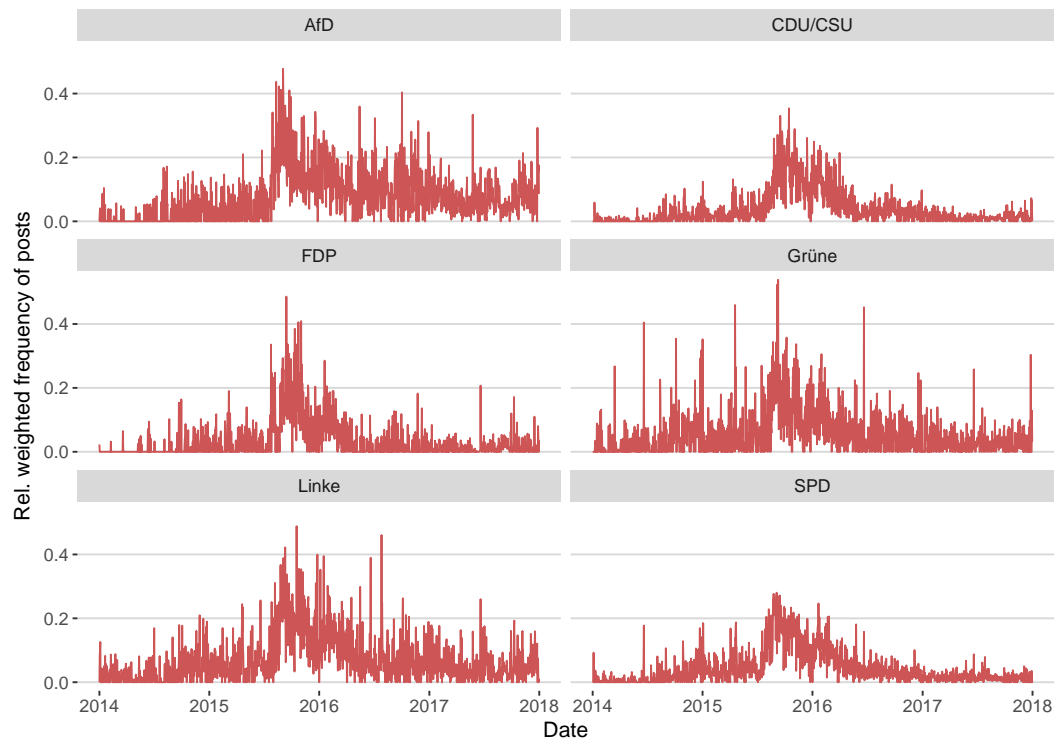 AfD
CDU/CSU
0.4
0.2
0.0
FDP
Grüne
0.4
0.2
0.0
Linke
SPD
0.4
0.2
0.0
2014 2015 2016 2017 2018
2014 2015 2016 2017 2018
Date
Rel. weighted frequency of posts